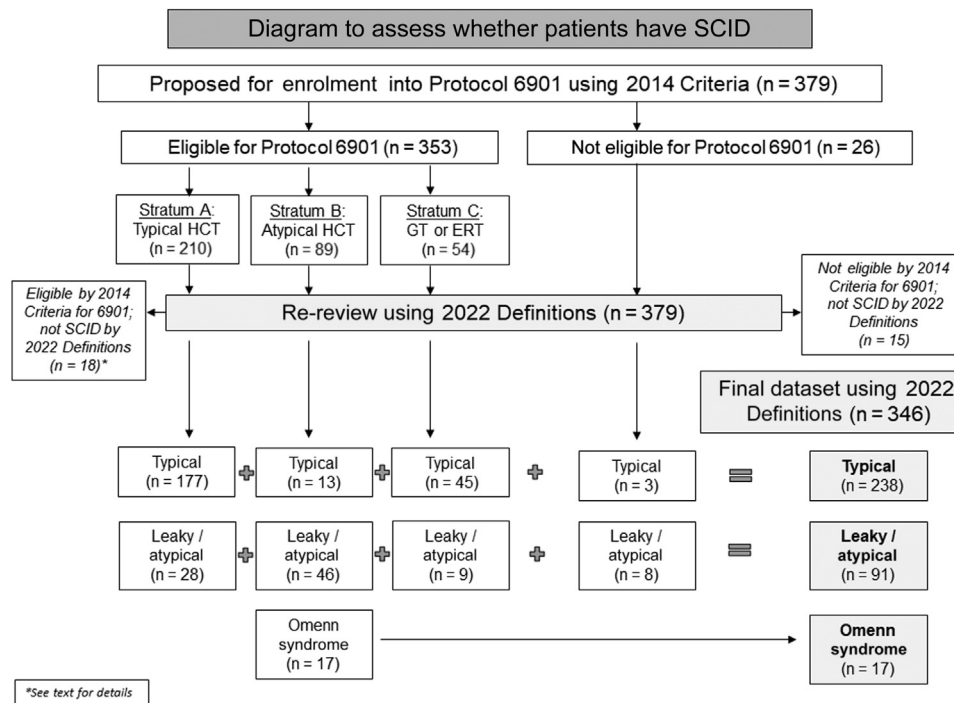 Diagram to assess whether patients have SCID
Proposed for enrolment into Protocol 6901 using 2014 Criteria (n = 379)
Eligible for Protocol 6901 (n = 353)
Not eligible for Protocol 6901 (n = 26)
Stratum A:
Typical HCT
(n = 210)
Stratum B:
Atypical HCT
(n = 89)
Stratum C:
GT or ERT
(n = 54)
Eligible by 2014
Criteria for 6901;
not SCID by
2022 Definitions
(n = 18)*
Re-review using 2022 Definitions (n = 379)
Not eligible by 2014
Criteria for 6901;
not SCID by 2022
Definitions
(n = 15)
Final dataset using 2022
Definitions (n = 346)
Typical
(n = 177)
+
Typical
(n = 13)
+
Typical
(n = 45)
+
Typical
(n = 3)
=
Typical
(n = 238)
Leaky /
atypical
(n = 28)
+
Leaky /
atypical
(n = 46)
+
Leaky /
atypical
(n = 9)
+
Leaky /
atypical
(n = 8)
=
Leaky /
atypical
(n = 91)
Omenn
syndrome
(n = 17)
Omenn
syndrome
(n = 17)
*See text for details